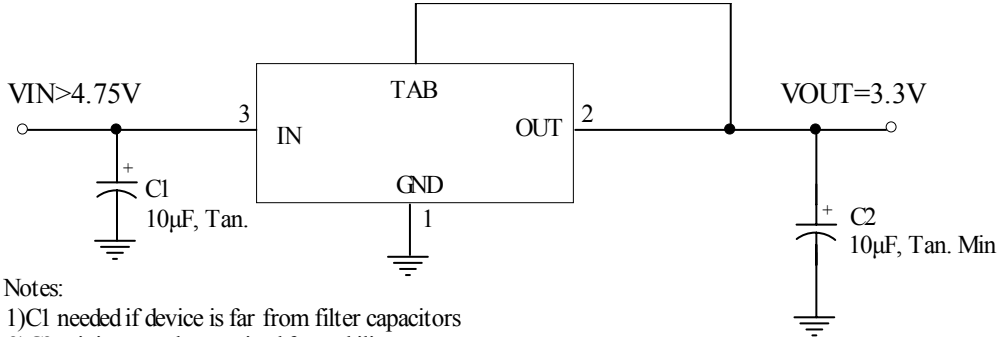 TAB
VIN>4.75V
VOUT=3.3V
3
IN
OUT
2
C1
10μF, Tan.
GND
1
C2
10μF, Tan. Min
Notes:
1)C1 needed if device is far from filter capacitors